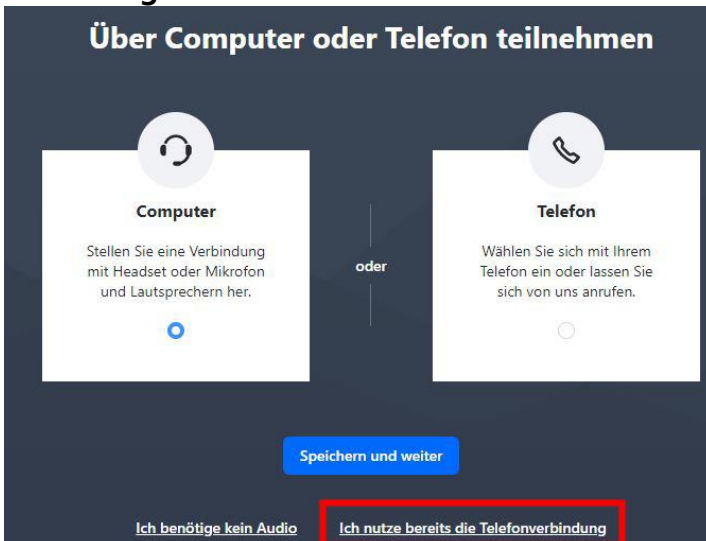 Über Computer oder Telefon teilnehmen
Computer
Stellen Sie eine Verbindung
mit Headset oder Mikrofon
und Lautsprechern her.
oder
Telefon
Wählen Sie sich mit Ihrem
Telefon ein oder lassen Sie
sich von uns anrufen.
Speichern und weiter
Ich benötige kein Audio
Ich nutze bereits die Telefonverbindung